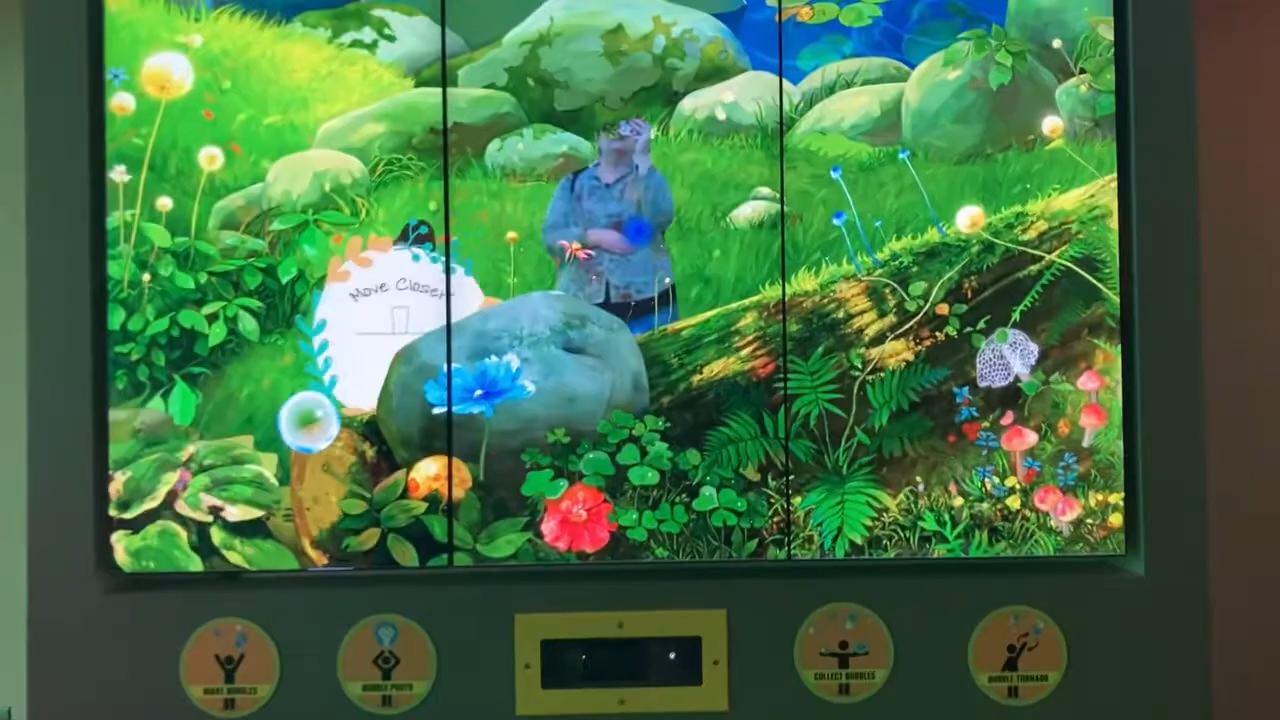 Move Closer
MAKE BUBBLES
BUBBLE PHOTO
COLLECT BUBBLES
BUBBLE TORNADO